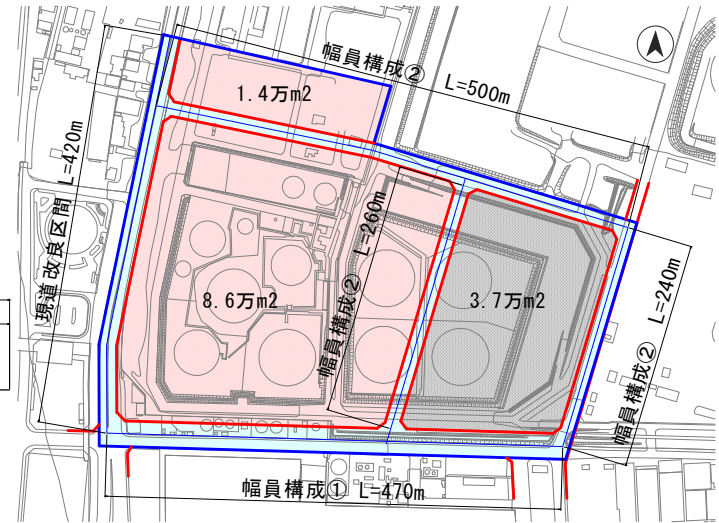 幅員構成② L=500m
1.4万m2
現道改良区間 L=420m
幅員構成② L=260m
8.6万m2
3.7万m2
幅員構成② L=240m
幅員構成① L=470m